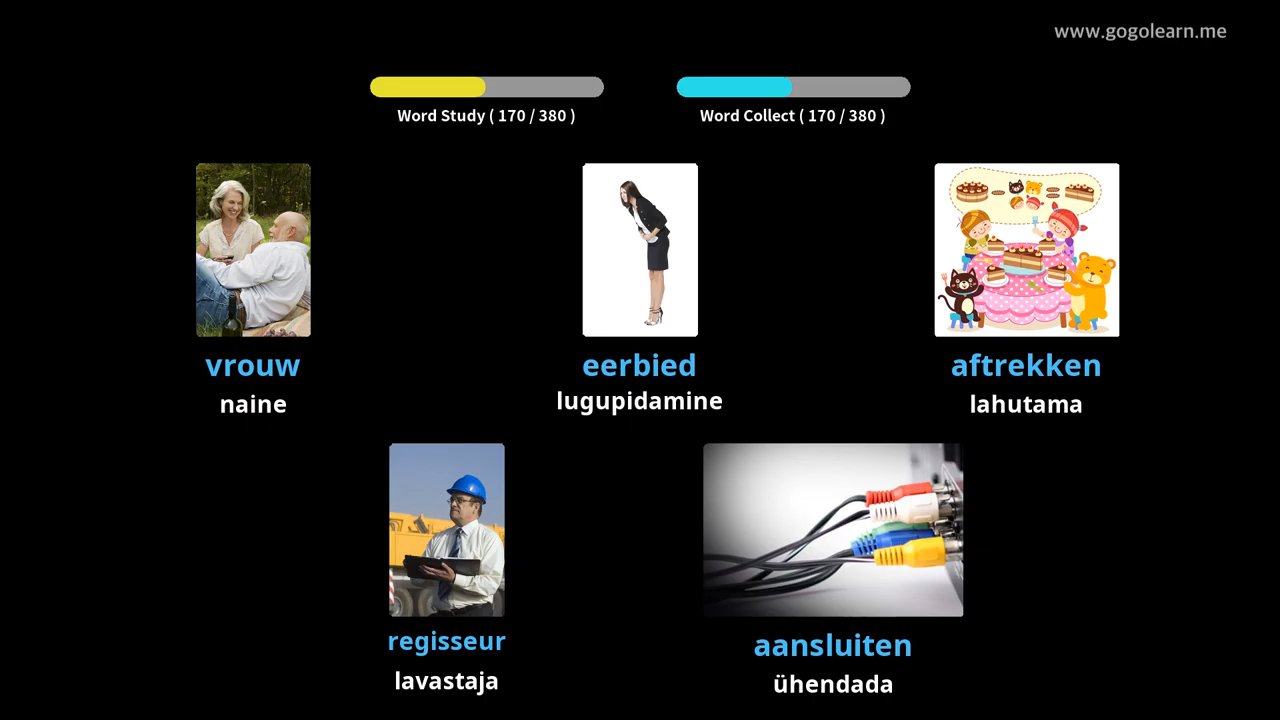 www.gogolearn.me
Word Study ( 170 / 380 )
Word Collect ( 170 / 380 )
vrouw
naine
eerbied
lugupidamine
aftrekken
lahutama
regisseur
lavastaja
aansluiten
ühendada